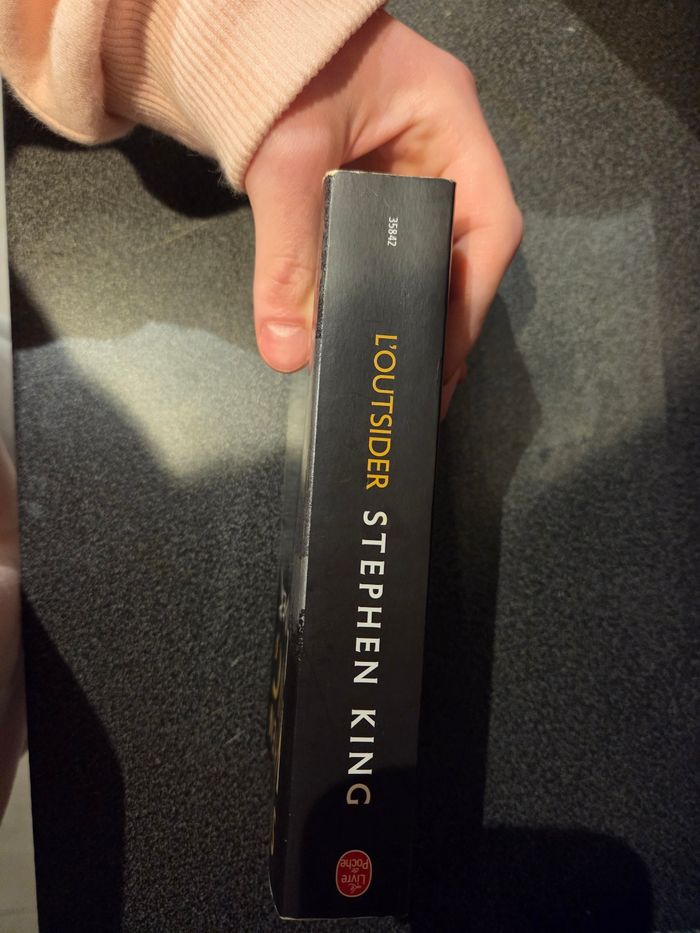 35842
L'OUTSIDER STEPHEN KING
Le
Livre
de
Poche